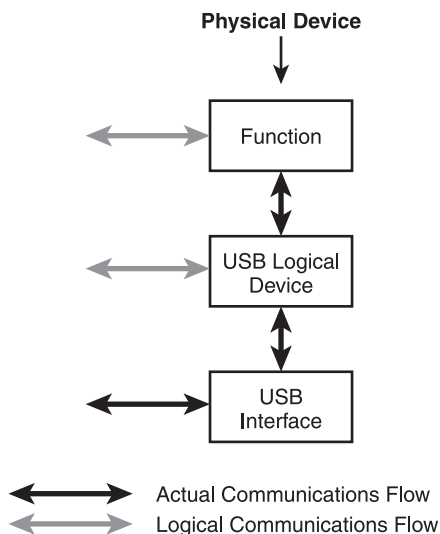 Physical Device
Function
USB Logical
Device
USB
Interface
Actual Communications Flow
Logical Communications Flow